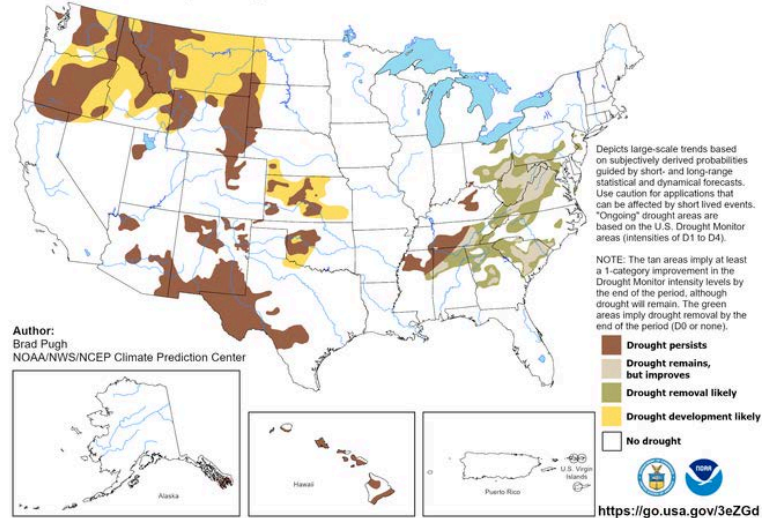 Depicts large-scale trends based
on subjectively derived probabilities
guided by short- and long-range
statistical and dynamical forecasts.
Use caution for applications that
can be affected by short lived events.
"Ongoing" drought areas are
based on the U.S. Drought Monitor
areas (intensities of D1 to D4).
NOTE: The tan areas imply at least
a 1-category improvement in the
Drought Monitor intensity levels by
the end of the period, although
drought will remain. The green
areas imply drought removal by the
end of the period (D0 or none).
Author:
Brad Pugh
NOAA/NWS/NCEP Climate Prediction Center
Drought persists
Drought remains,
but improves
Drought removal likely
Drought development likely
No drought
Alaska
Hawaii
Puerto Rico
U.S. Virgin
Islands
NOAA
https://go.usa.gov/3eZGd